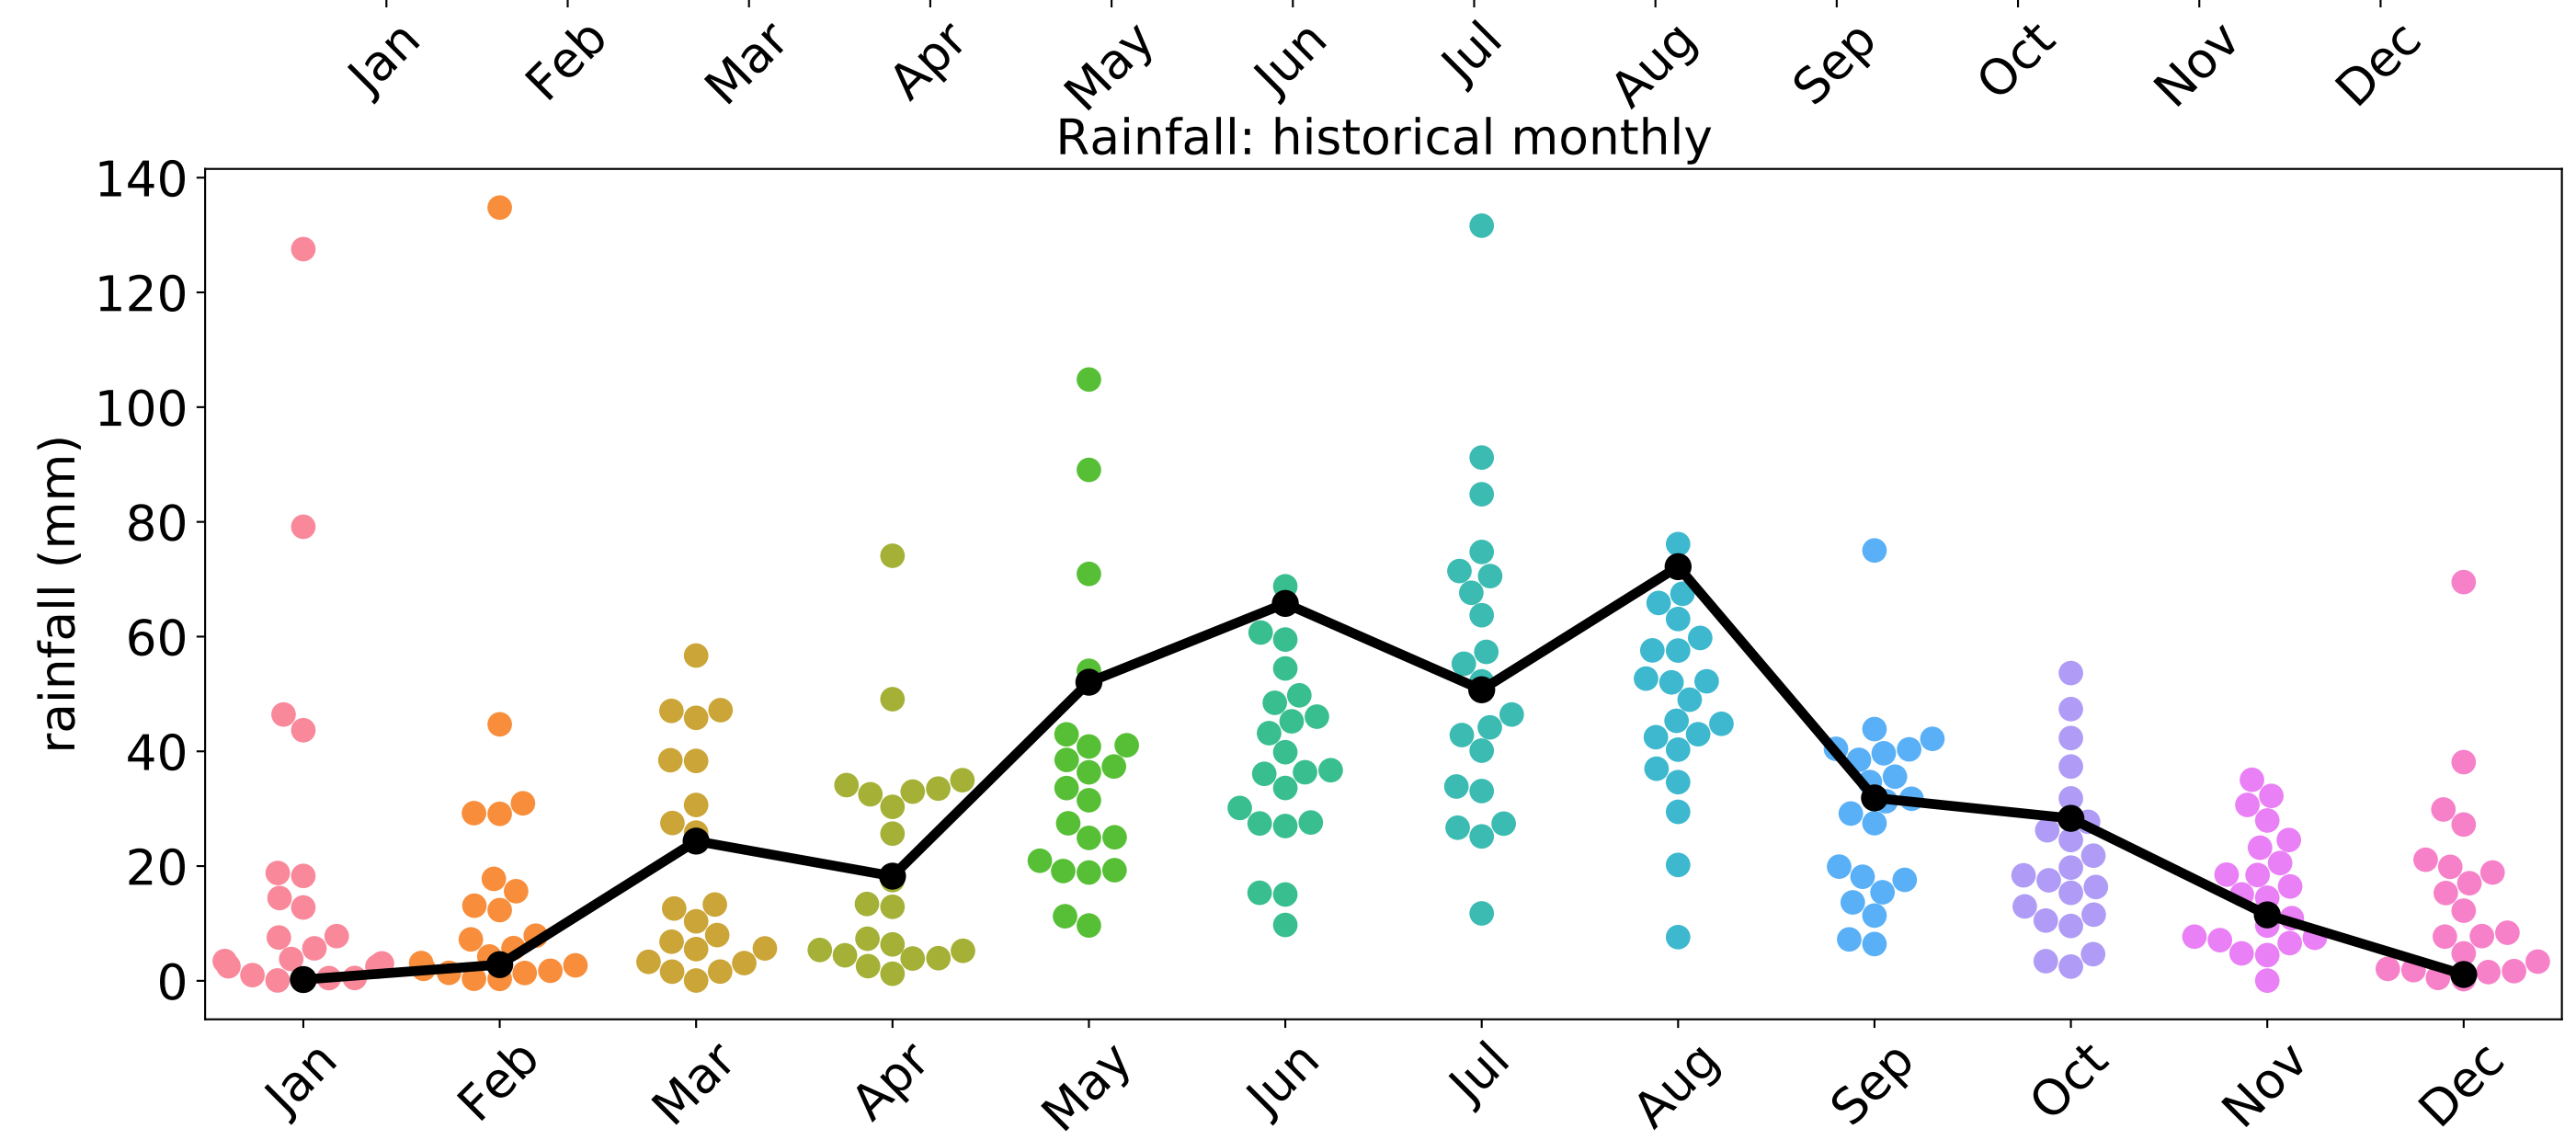 Jan Feb Mar Apr May Jun Jul Aug Sep Oct Nov Dec
Rainfall: historical monthly
rainfall (mm)
140
120
100
80
60
40
20
0
Jan Feb Mar Apr May Jun Jul Aug Sep Oct Nov Dec